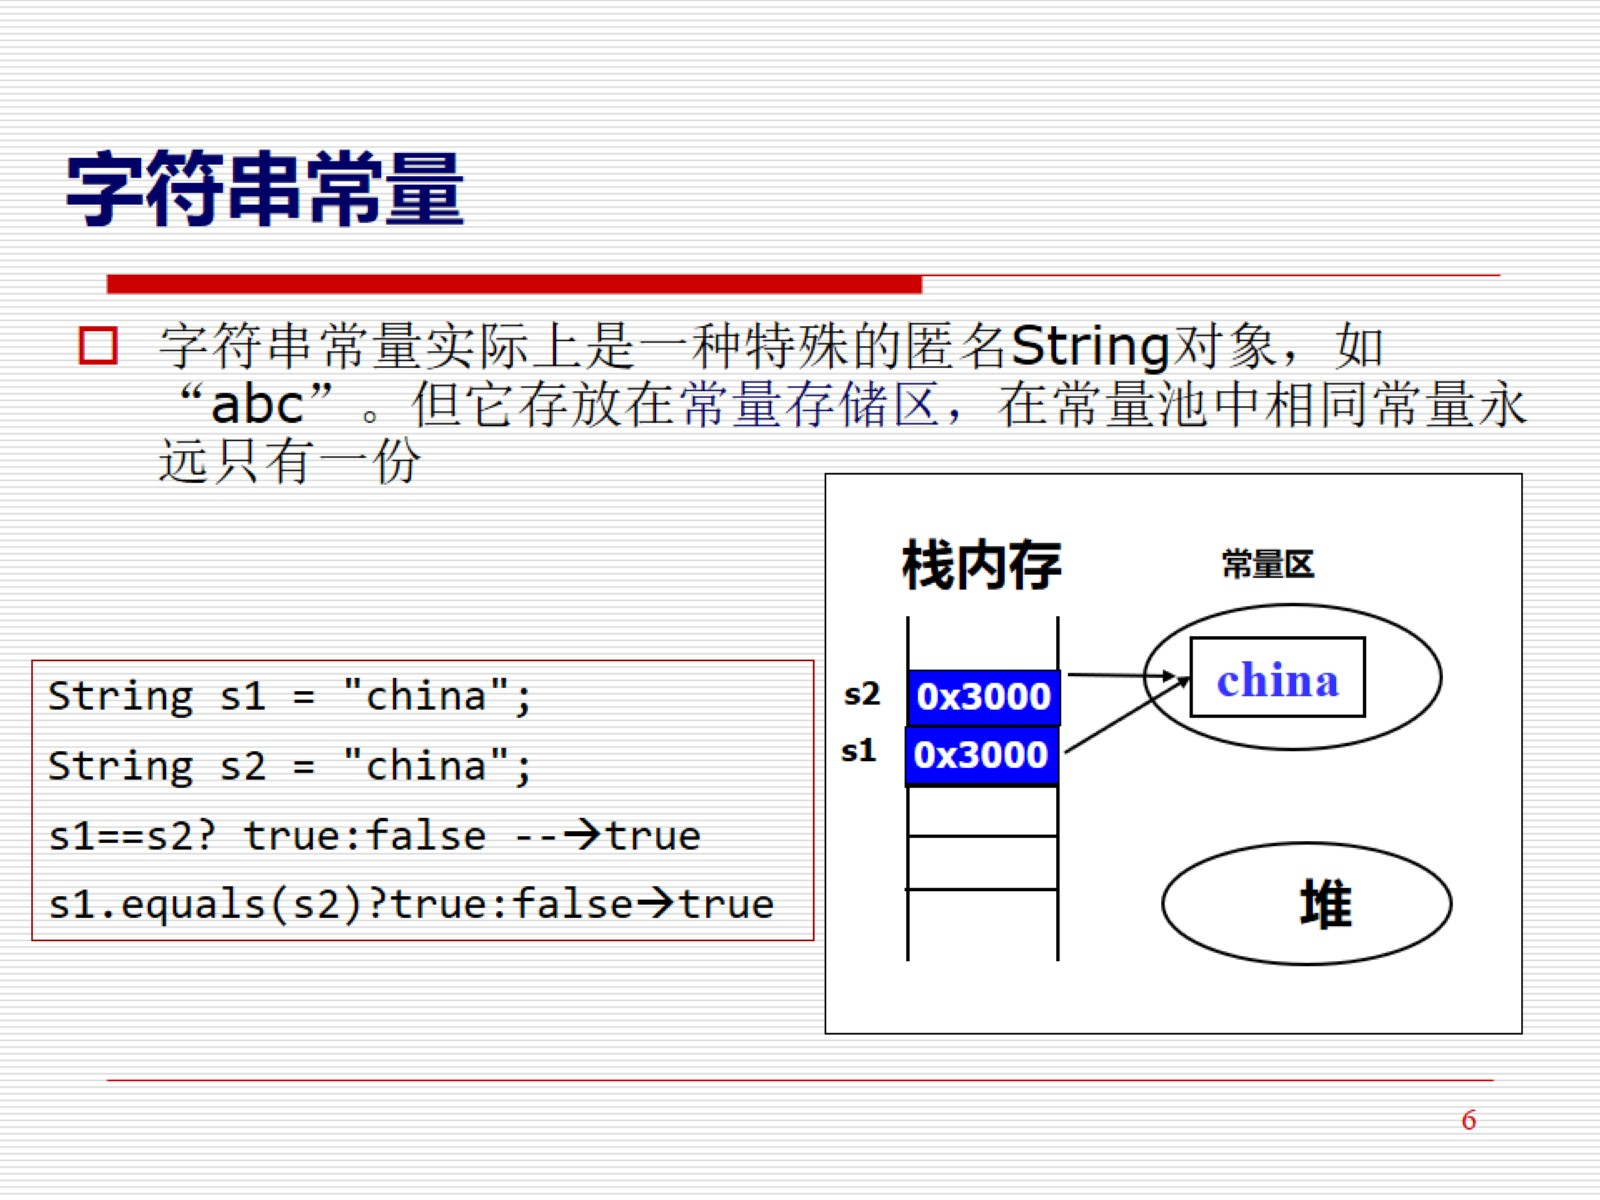 字符串常量
字符串常量实际上是一种特殊的匿名String对象，如
“abc”。但它存放在常量存储区，在常量池中相同常量永
远只有一份
String s1 = "china";
String s2 = "china";
s1==s2? true:false --→true
s1.equals(s2)?true:false→true
栈内存
常量区
s2 0x3000
s1 0x3000
china
堆
6